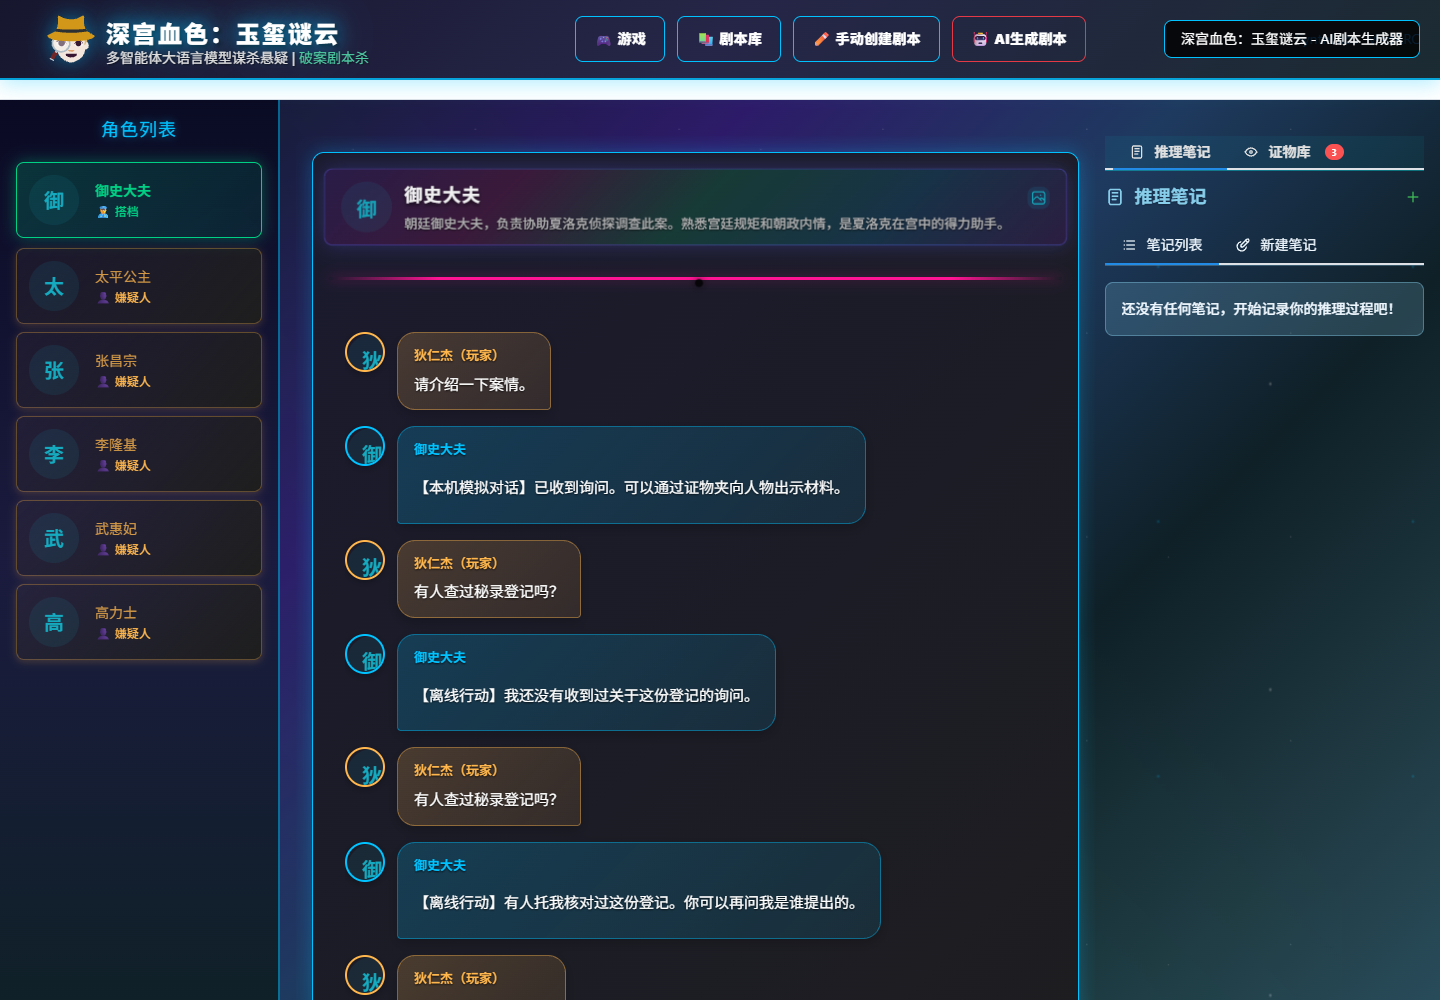 深宫血色：玉玺谜云
多智能体大语言模型谋杀悬疑 | 破案剧本杀
游戏
剧本库
手动创建剧本
AI生成剧本
深宫血色：玉玺谜云 - AI剧本生成器
角色列表
御
御史大夫
搭档
太
太平公主
嫌疑人
张
张昌宗
嫌疑人
李
李隆基
嫌疑人
武
武惠妃
嫌疑人
高
高力士
嫌疑人
御
御史大夫
朝廷御史大夫，负责协助夏洛克侦探调查此案。熟悉宫廷规矩和朝政内情，是夏洛克在宫中的得力助手。
狄
狄仁杰（玩家）
请介绍一下案情。
御
御史大夫
【本机模拟对话】已收到询问。可以通过证物夹向人物出示材料。
狄
狄仁杰（玩家）
有人查过秘录登记吗？
御
御史大夫
【离线行动】我还没有收到过关于这份登记的询问。
狄
狄仁杰（玩家）
有人查过秘录登记吗？
御
御史大夫
【离线行动】有人托我核对过这份登记。你可以再问我是谁提出的。
狄
狄仁杰（玩家）
推理笔记
证物库
3
推理笔记
笔记列表
新建笔记
还没有任何笔记，开始记录你的推理过程吧！